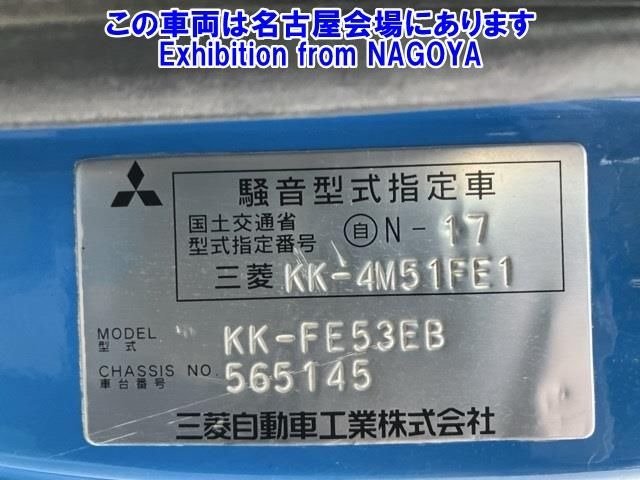 この車両は名古屋会場にあります
Exhibition from NAGOYA
騒音型式指定車
国土交通省
型式指定番号 自 N-17
三菱 KK-4M51FE1
MODEL
型式 KK-FE53EB
CHASSIS NO.
車台番号 565145
三菱自動車工業株式会社